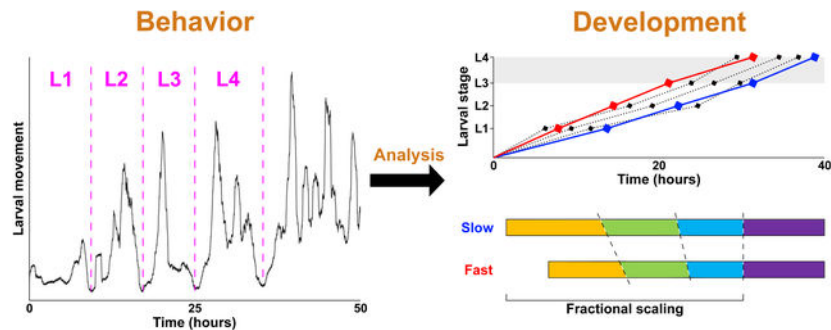 Behavior
L1 L2 L3 L4
Larval movement
0 25 50
Time (hours)
Analysis
Development
Larval stage
L4
L3
L2
L1
0 20 40
Time (hours)
Slow
Fast
Fractional scaling